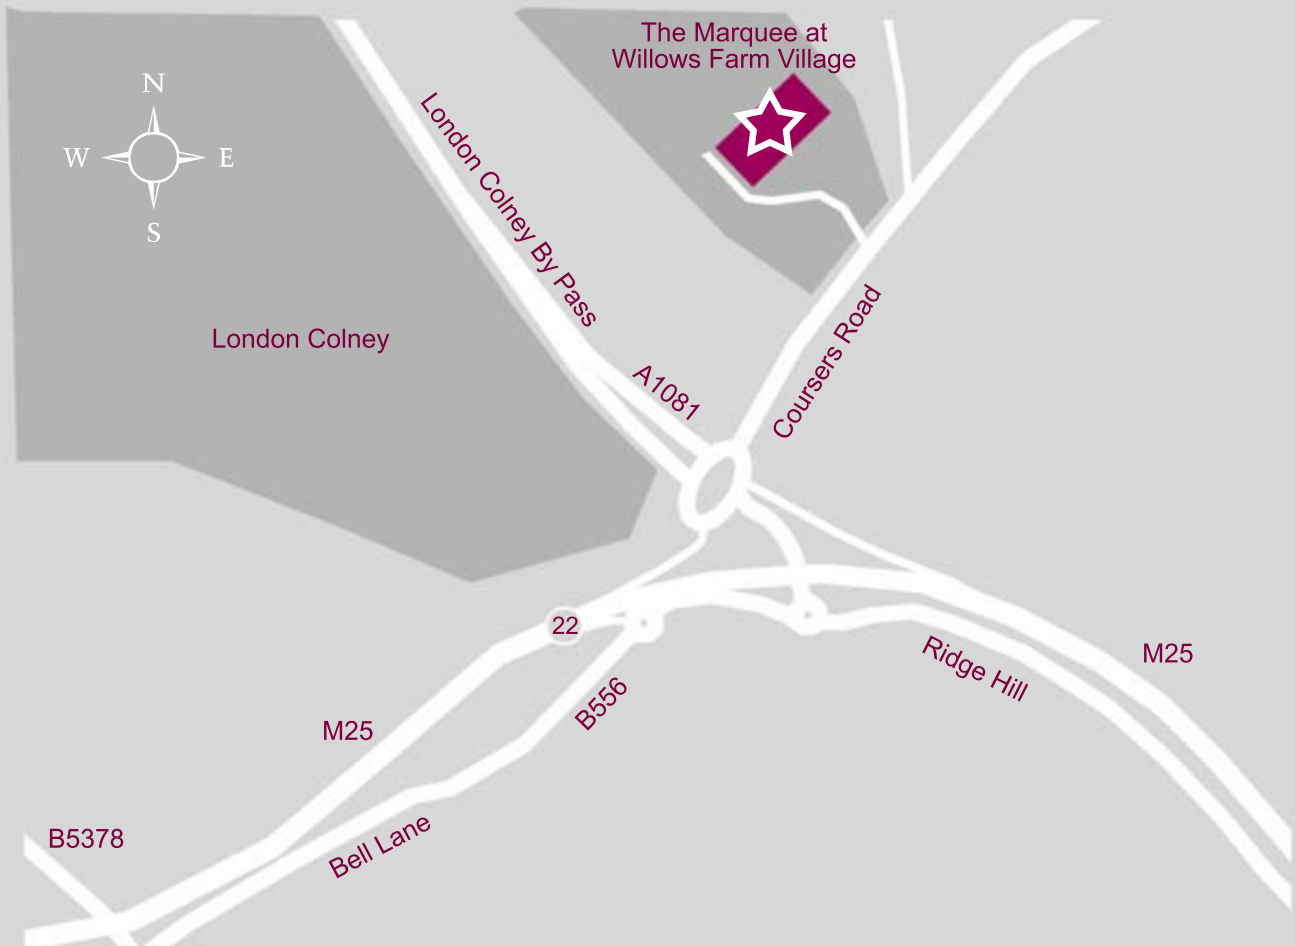 The Marquee at
Willows Farm Village
N
W
E
S
London Colney By Pass
London Colney
A1081
Coursers Road
22
M25
Ridge Hill
B556
M25
B5378
Bell Lane